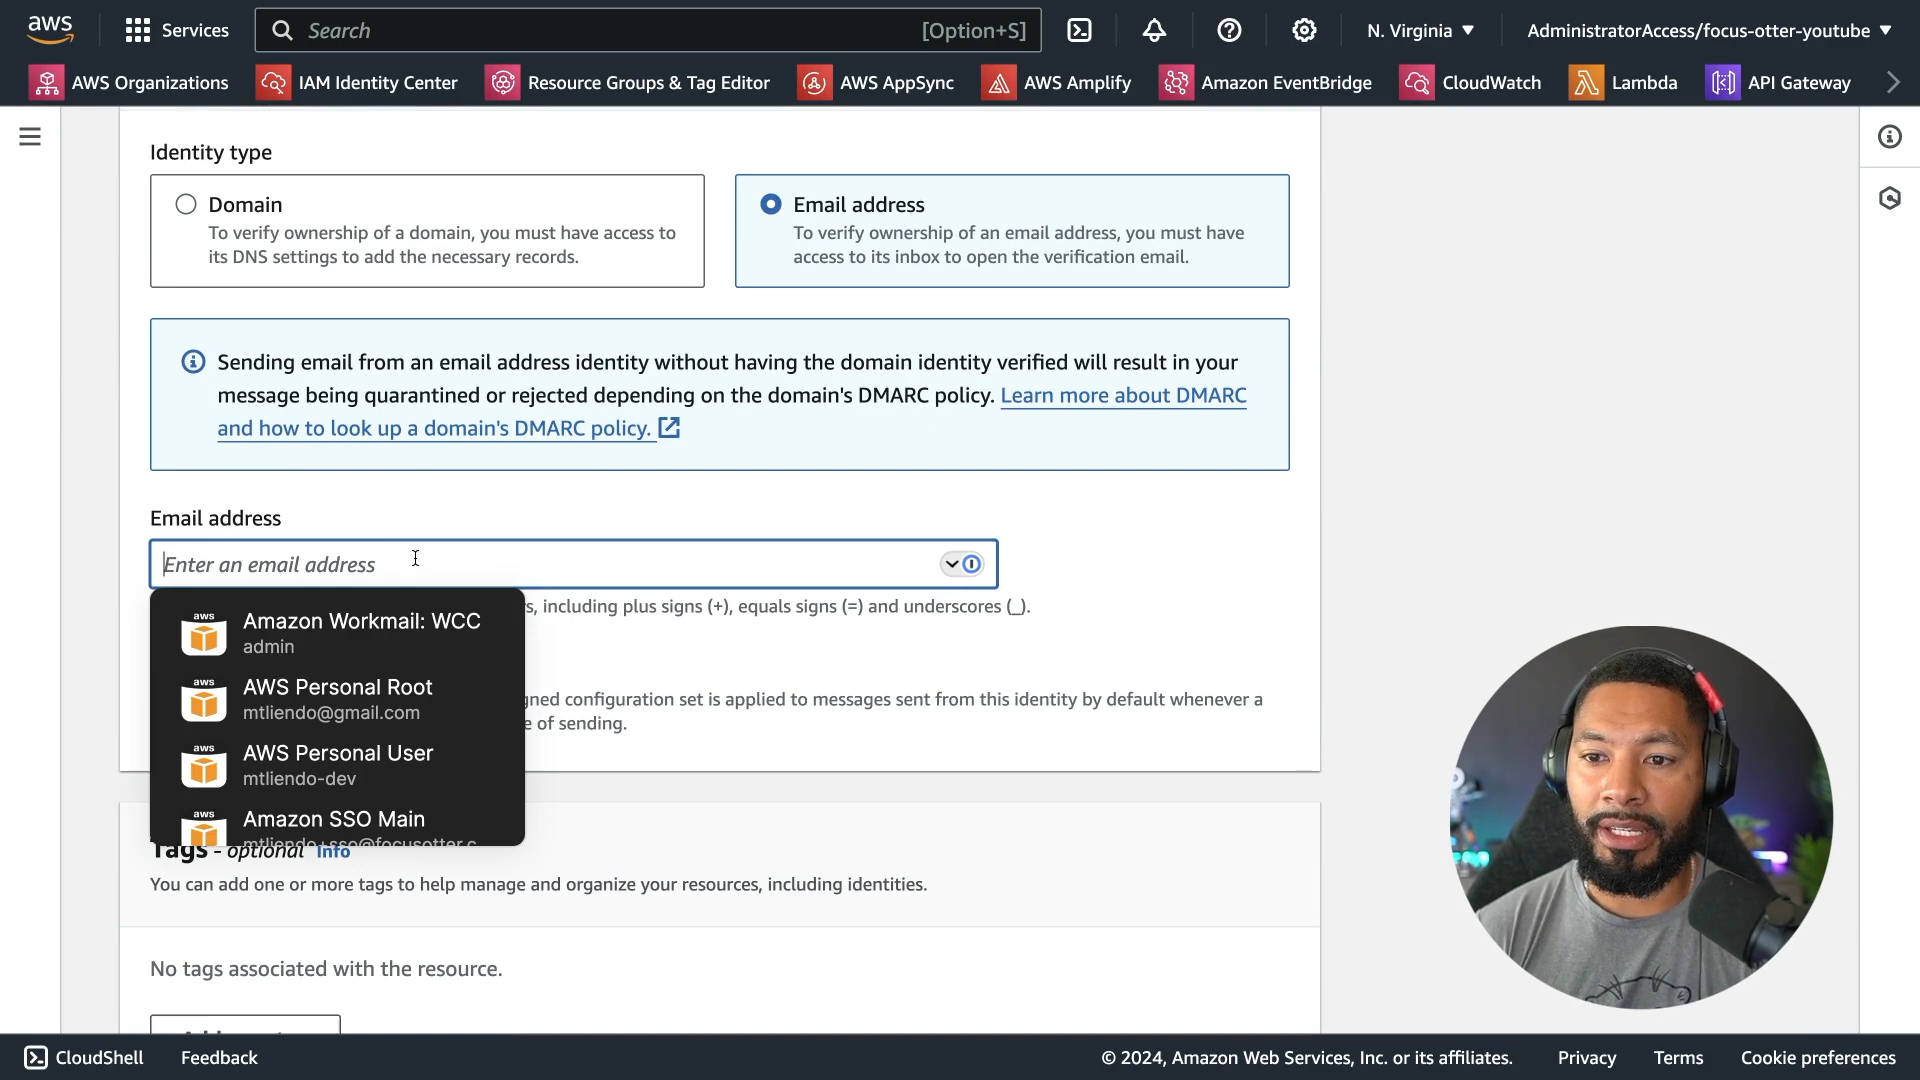 aws
Services
Search
[Option+S]
N. Virginia
AdministratorAccess/focus-otter-youtube
AWS Organizations
IAM Identity Center
Resource Groups & Tag Editor
AWS AppSync
AWS Amplify
Amazon EventBridge
CloudWatch
Lambda
API Gateway
Identity type
Domain
To verify ownership of a domain, you must have access to
its DNS settings to add the necessary records.
Email address
To verify ownership of an email address, you must have
access to its inbox to open the verification email.
Sending email from an email address identity without having the domain identity verified will result in your
message being quarantined or rejected depending on the domain's DMARC policy. Learn more about DMARC
and how to look up a domain's DMARC policy.
Email address
Enter an email address
, including plus signs (+), equals signs (=) and underscores (_).
aws
Amazon Workmail: WCC
admin
aws
AWS Personal Root
mtliendo@gmail.com
configuration set is applied to messages sent from this identity by default whenever a
of sending.
aws
AWS Personal User
mtliendo-dev
aws
Amazon SSO Main
Tags - optional Info
You can add one or more tags to help manage and organize your resources, including identities.
No tags associated with the resource.
CloudShell
Feedback
© 2024, Amazon Web Services, Inc. or its affiliates.
Privacy
Terms
Cookie preferences